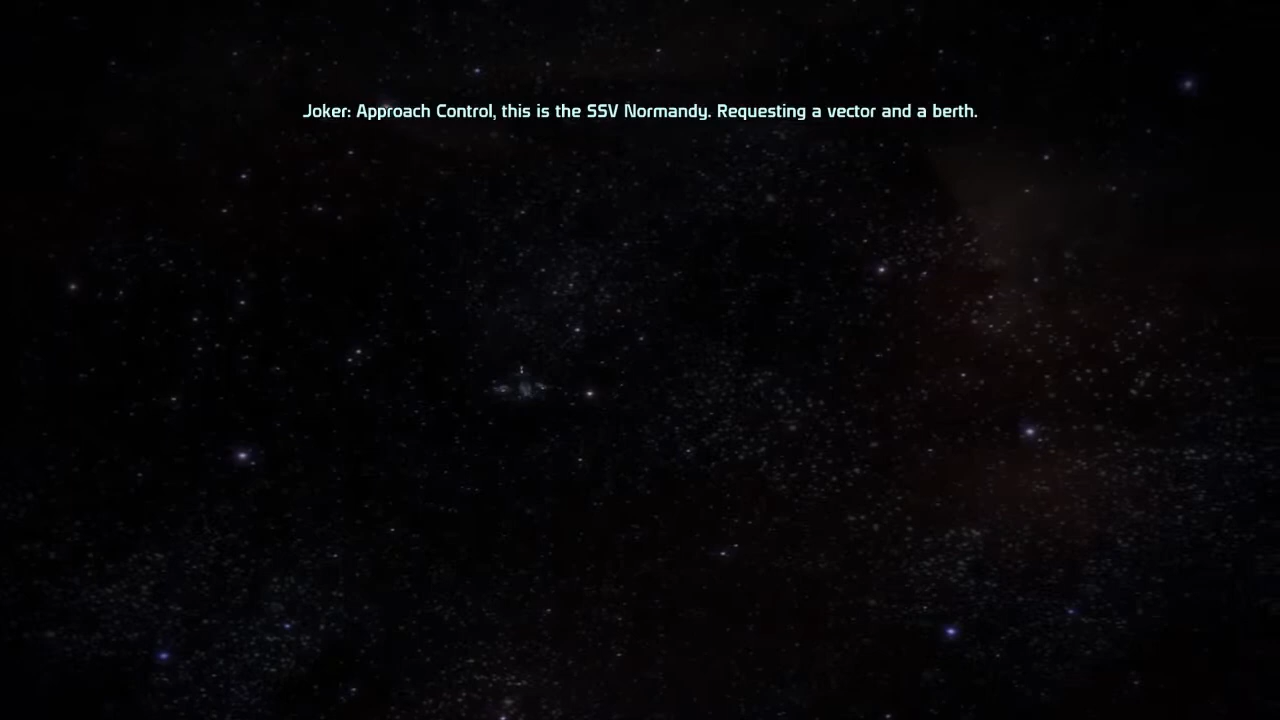 Joker: Approach Control, this is the SSV Normandy. Requesting a vector and a berth.